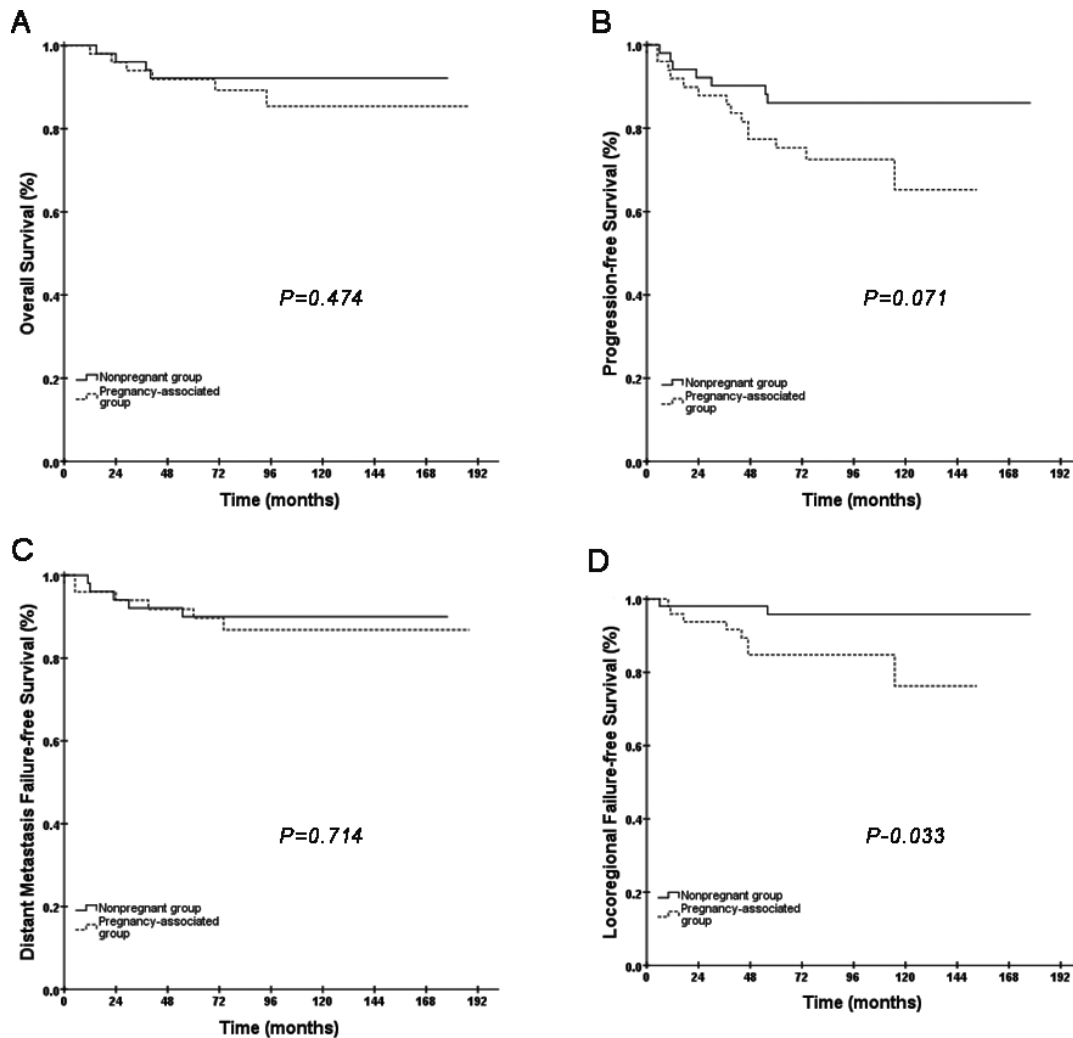 A
Overall Survival (%)
1.0
0.8
0.6
0.4
0.2
0.0
P=0.474
Nonpregnant group
Pregnancy-associated
group
0 24 48 72 96 120 144 168 192
Time (months)
B
Progression-free Survival (%)
1.0
0.8
0.6
0.4
0.2
0.0
P=0.071
Nonpregnant group
Pregnancy-associated
group
0 24 48 72 96 120 144 168 192
Time (months)
C
Distant Metastasis Failure-free Survival (%)
1.0
0.8
0.6
0.4
0.2
0.0
P=0.714
Nonpregnant group
Pregnancy-associated
group
0 24 48 72 96 120 144 168 192
Time (months)
D
Locoregional Failure-free Survival (%)
1.0
0.8
0.6
0.4
0.2
0.0
P-0.033
Nonpregnant group
Pregnancy-associated
group
0 24 48 72 96 120 144 168 192
Time (months)